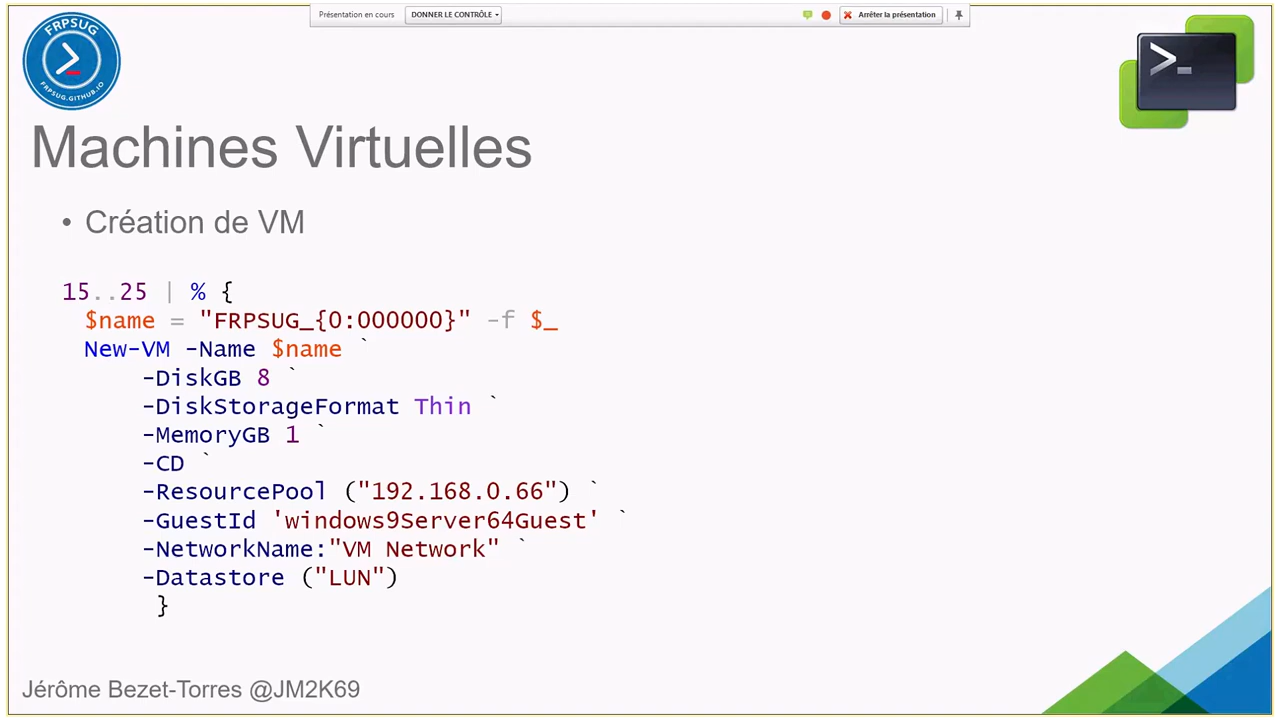 Présentation en cours
DONNER LE CONTRÔLE
Arrêter la présentation
FRPSUG
FRPSUG.GITHUB.IO
Machines Virtuelles
• Création de VM
15..25 | % {
$name = "FRPSUG_{0:000000}" -f $_
New-VM -Name $name `
-DiskGB 8 `
-DiskStorageFormat Thin `
-MemoryGB 1 `
-CD `
-ResourcePool ("192.168.0.66") `
-GuestId 'windows9Server64Guest' `
-NetworkName:"VM Network" `
-Datastore ("LUN")
}
Jérôme Bezet-Torres @JM2K69